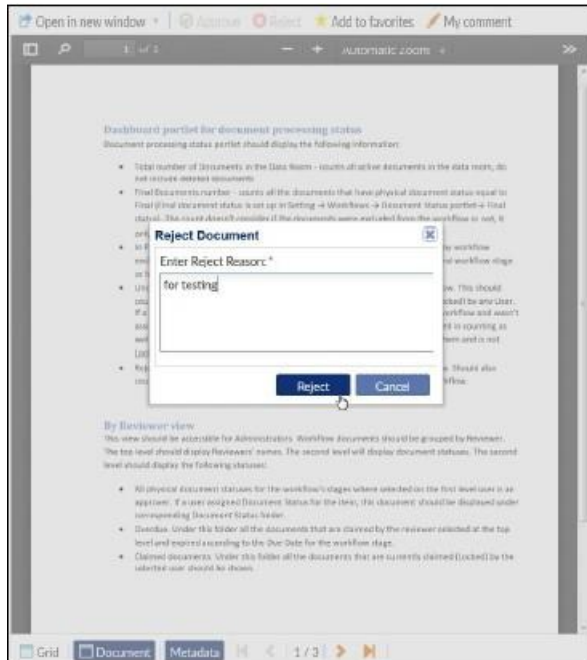 Open in new window Approve Reject Add to favorites My comment
1 of 1 Automatic Zoom
Dashboard portlet for document processing status
Document processing status portlet should display the following information:
Total number of Documents in the Data Room - counts all active documents in the data room, do
not include deleted documents
Final Documents number - counts all the documents that have physical document status equal to
Final (Final document status is set up in Setting → Workflows → Document Status portlet → Final
status). The count doesn't consider if the documents were excluded from the workflow or not, it
Reject Document
Enter Reject Reason: *
for testing
Reject Cancel
By Reviewer view
This view should be accessible for Administrators. Workflow documents should be grouped by Reviewer.
The top level should display Reviewers' names. The second level will display document statuses. The second
level should display the following statuses:
All physical document statuses for the workflow's stages where selected on the first level user is as
approver. If a user assigned Document Status for the item, this document should be displayed under
corresponding Document Status folder.
Overdue. Under this folder all the documents that are claimed by the reviewer selected at the top
level and expired according to the Due Date for the workflow stage.
Claimed documents. Under this folder all the documents that are currently claimed (Locked) by the
selected user should be shown.
Grid Document Metadata 1 / 3